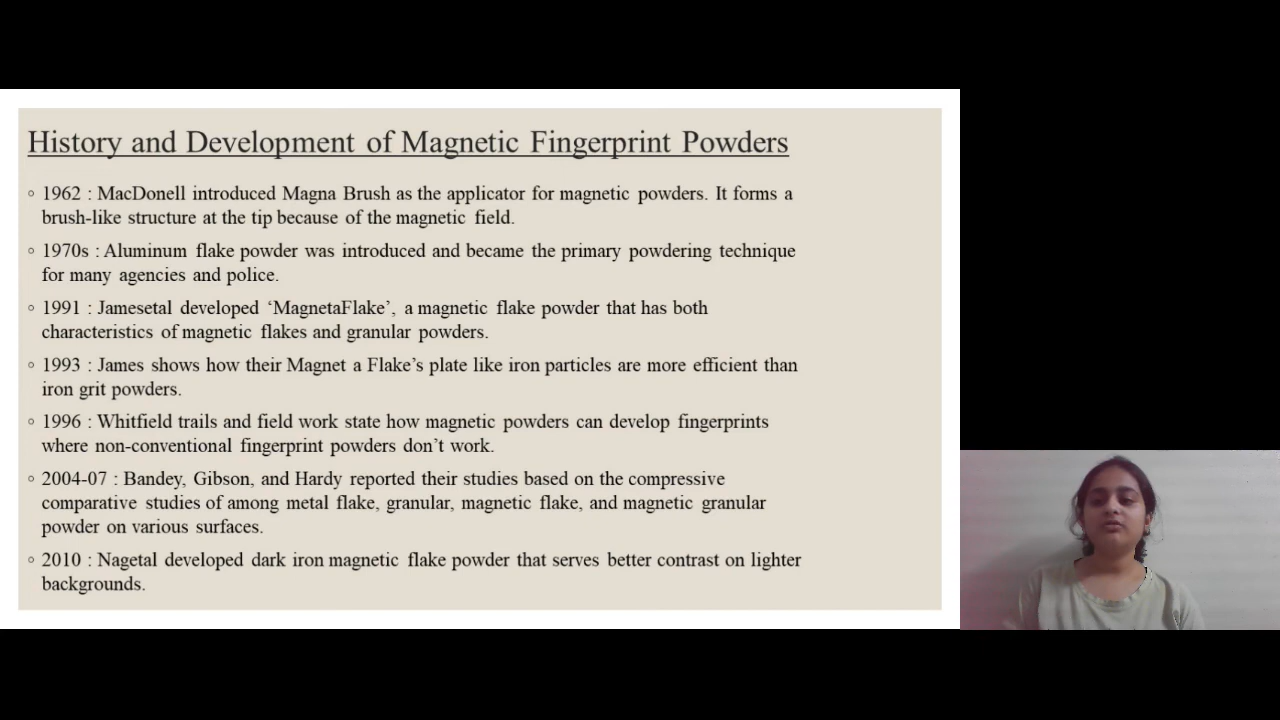 History and Development of Magnetic Fingerprint Powders
◦ 1962 : MacDonell introduced Magna Brush as the applicator for magnetic powders. It forms a
brush-like structure at the tip because of the magnetic field.
◦ 1970s : Aluminum flake powder was introduced and became the primary powdering technique
for many agencies and police.
◦ 1991 : Jamesetal developed ‘MagnetaFlake’, a magnetic flake powder that has both
characteristics of magnetic flakes and granular powders.
◦ 1993 : James shows how their Magnet a Flake’s plate like iron particles are more efficient than
iron grit powders.
◦ 1996 : Whitfield trails and field work state how magnetic powders can develop fingerprints
where non-conventional fingerprint powders don’t work.
◦ 2004-07 : Bandey, Gibson, and Hardy reported their studies based on the compressive
comparative studies of among metal flake, granular, magnetic flake, and magnetic granular
powder on various surfaces.
◦ 2010 : Nagetal developed dark iron magnetic flake powder that serves better contrast on lighter
backgrounds.